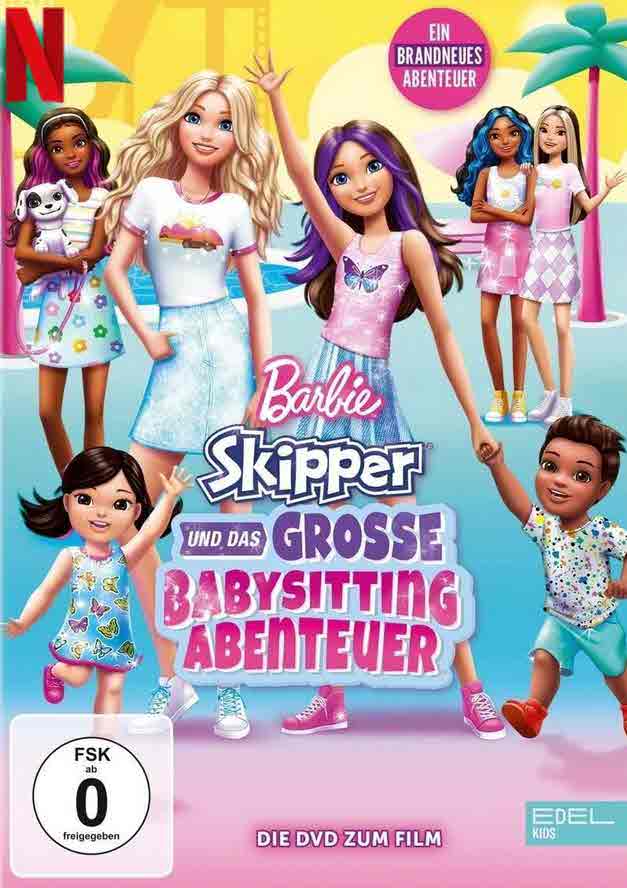 N
EIN
BRANDNEUES
ABENTEUER
Barbie
Skipper
UND DAS GROSSE
BABYSITTING
ABENTEUER
FSK
ab
0
freigegeben
DIE DVD ZUM FILM
EDEL
KIDS